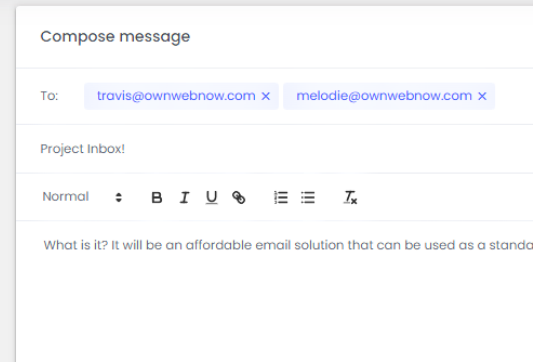 Compose message
To: travis@ownwebnow.com × melodie@ownwebnow.com ×
Project Inbox!
Normal B I U Tx
What is it? It will be an affordable email solution that can be used as a standa